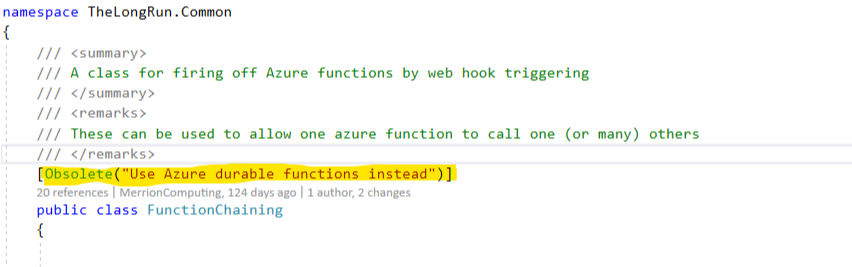 namespace TheLongRun.Common
{
/// <summary>
/// A class for firing off Azure functions by web hook triggering
/// </summary>
/// <remarks>
/// These can be used to allow one azure function to call one (or many) others
/// </remarks>
[Obsolete("Use Azure durable functions instead")]
20 references | MerrionComputing, 124 days ago | 1 author, 2 changes
public class FunctionChaining
{